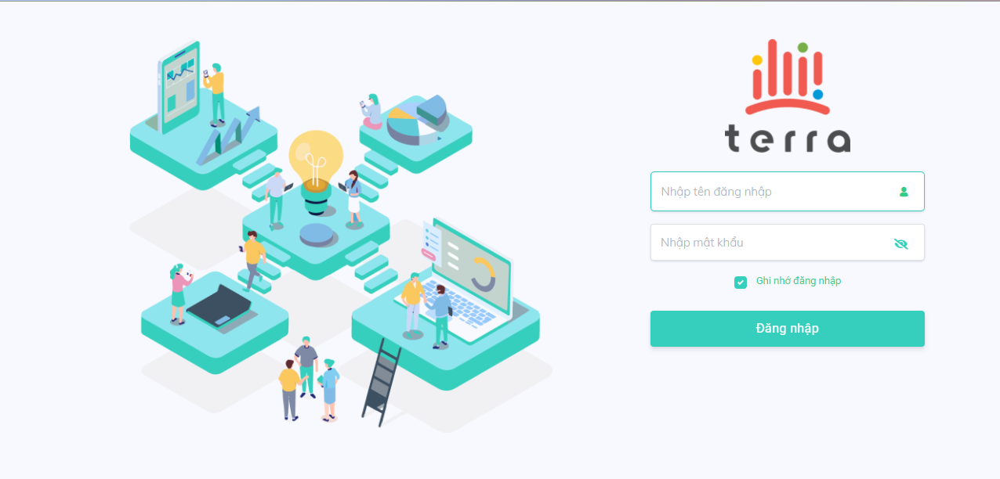 terra
Nhập tên đăng nhập
Nhập mật khẩu
Ghi nhớ đăng nhập
Đăng nhập